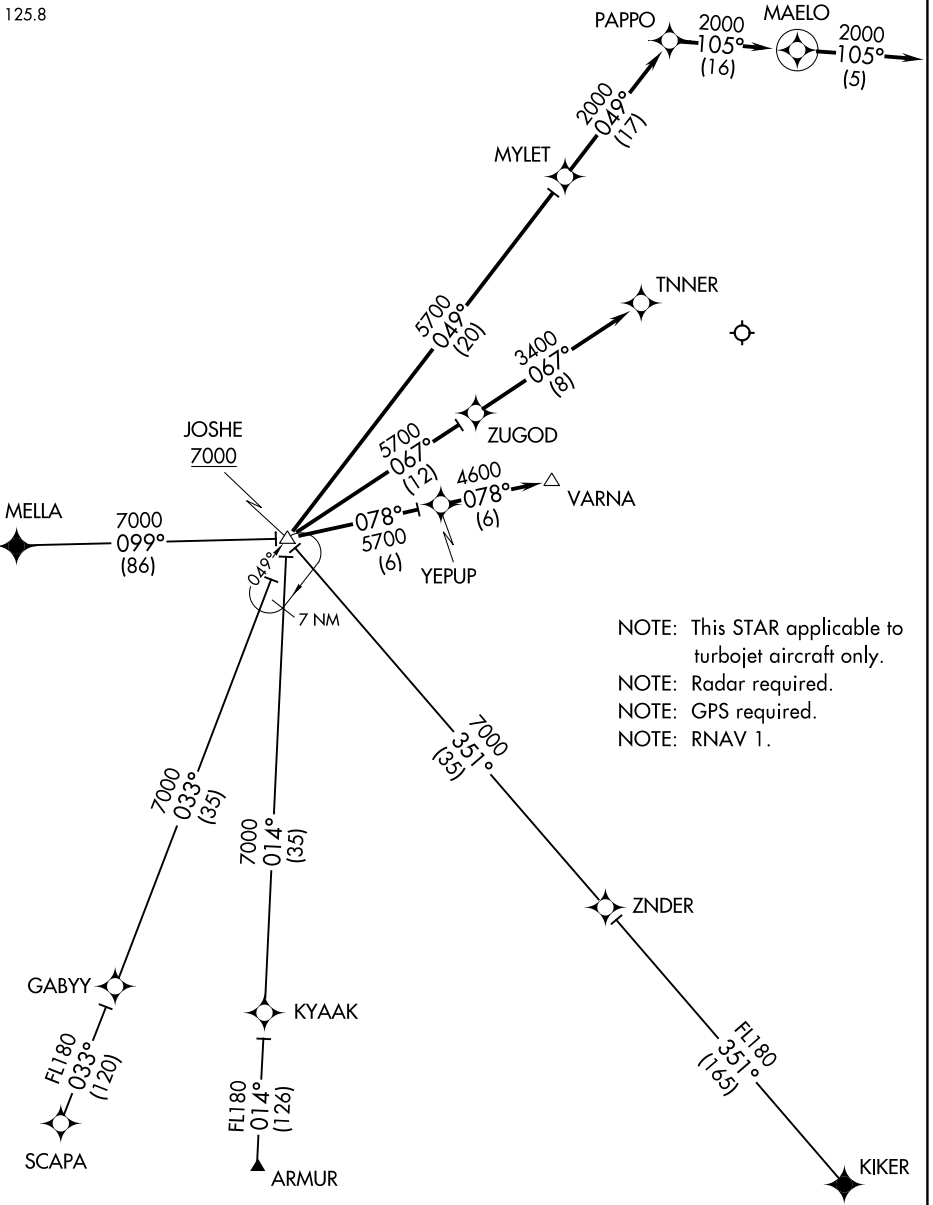 125.8
PAPPO
2000
105°
(16)
MAELO
2000
105°
(5)
2000
049°
(17)
MYLET
5700
049°
(20)
TNNER
3400
067°
(8)
ZUGOD
5700
067°
(12)
JOSHE
7000
4600
078°
(6)
VARNA
078°
5700
(6)
YEPUP
MELLA
7000
099°
(86)
049°
7 NM
NOTE: This STAR applicable to
turbojet aircraft only.
NOTE: Radar required.
NOTE: GPS required.
NOTE: RNAV 1.
7000
351°
(35)
7000
033°
(35)
7000
014°
(35)
ZNDER
GABYY
KYAAK
FL180
033°
(120)
FL180
014°
(126)
FL180
351°
(165)
SCAPA
ARMUR
KIKER